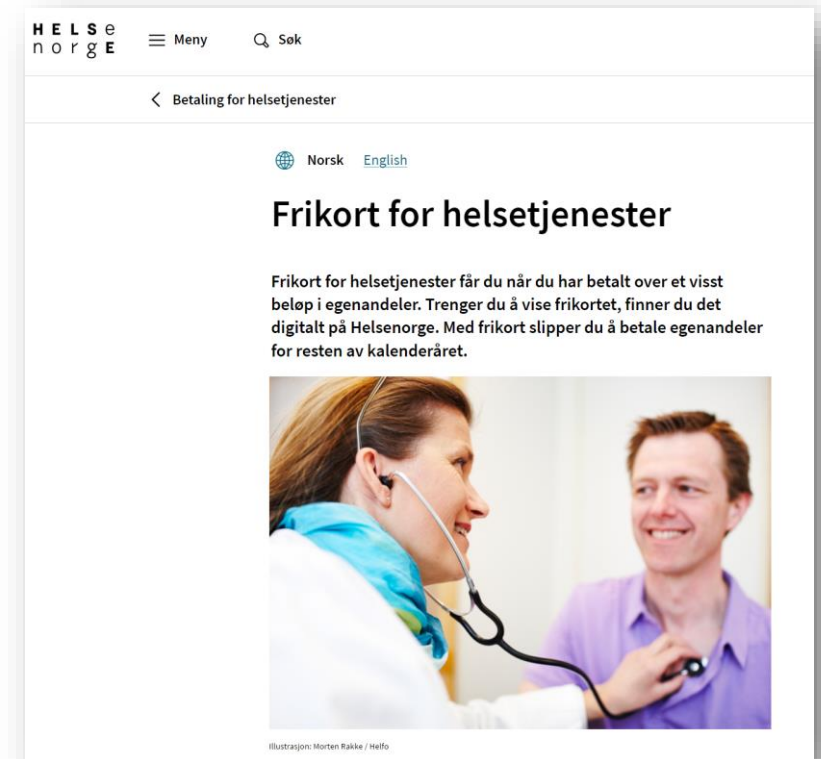 HELSe
norgE
Meny
Søk
Betaling for helsetjenester
Norsk English
Frikort for helsetjenester
Frikort for helsetjenester får du når du har betalt over et visst
beløp i egenandeler. Trenger du å vise frikortet, finner du det
digitalt på Helsenorge. Med frikort slipper du å betale egenandeler
for resten av kalenderåret.
Illustrasjon: Morten Rakke / Helfo